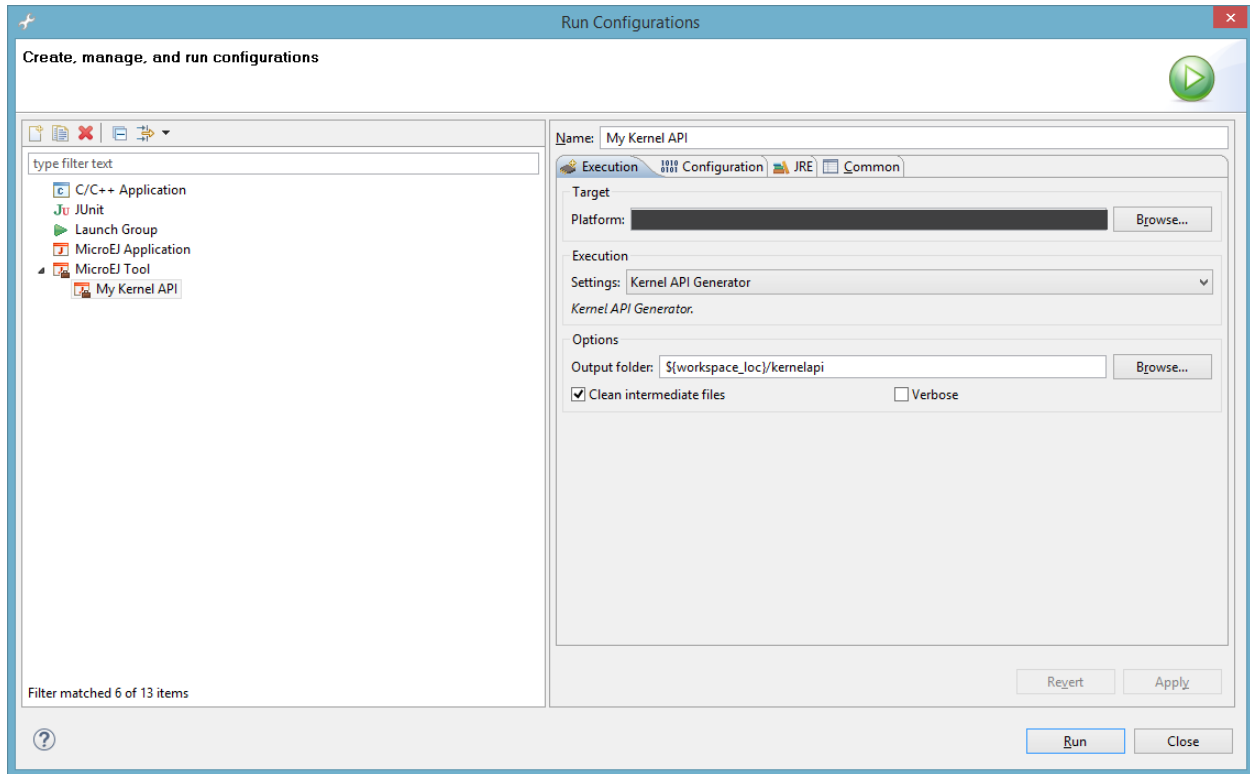 Run Configurations
Create, manage, and run configurations
type filter text
C/C++ Application
JUnit
Launch Group
MicroEJ Application
MicroEJ Tool
My Kernel API
Filter matched 6 of 13 items
Name: My Kernel API
Execution Configuration JRE Common
Target
Platform: Browse...
Execution
Settings: Kernel API Generator
Kernel API Generator.
Options
Output folder: ${workspace_loc}/kernelapi Browse...
Clean intermediate files Verbose
Revert Apply
Run Close